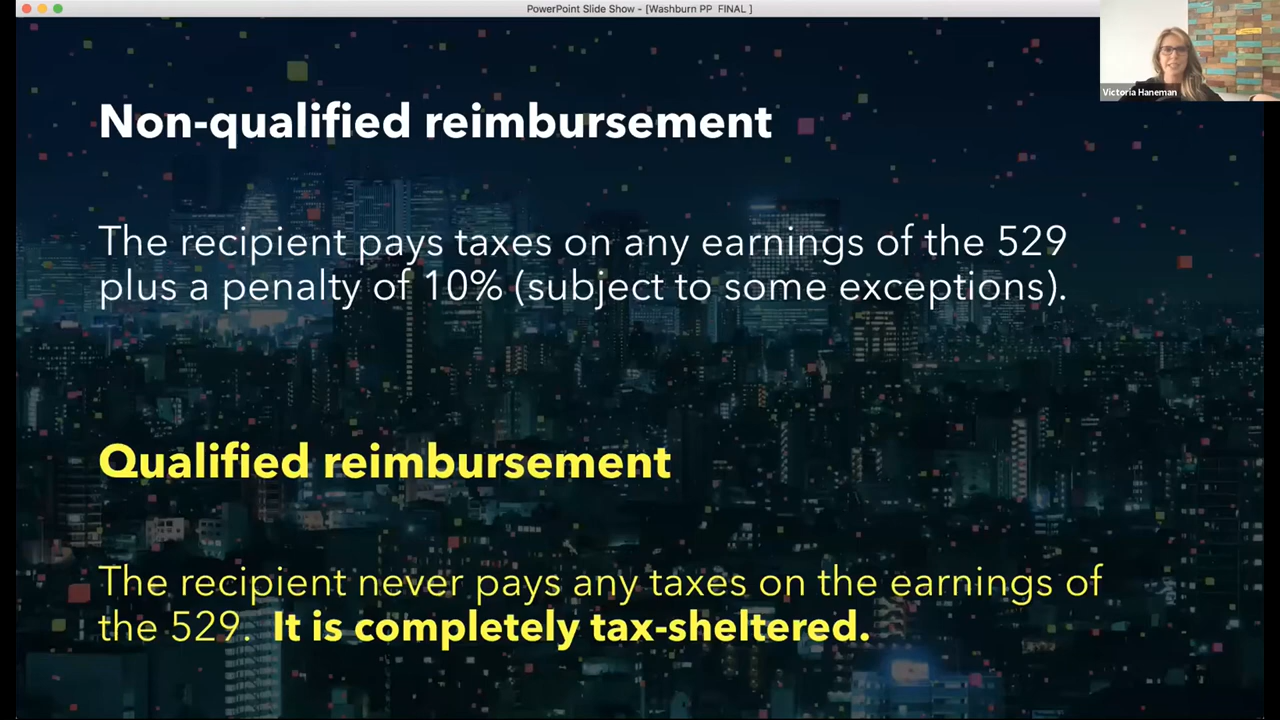 PowerPoint Slide Show - [Washburn PP FINAL ]
Victoria Haneman
Non-qualified reimbursement
The recipient pays taxes on any earnings of the 529
plus a penalty of 10% (subject to some exceptions).
Qualified reimbursement
The recipient never pays any taxes on the earnings of
the 529. It is completely tax-sheltered.